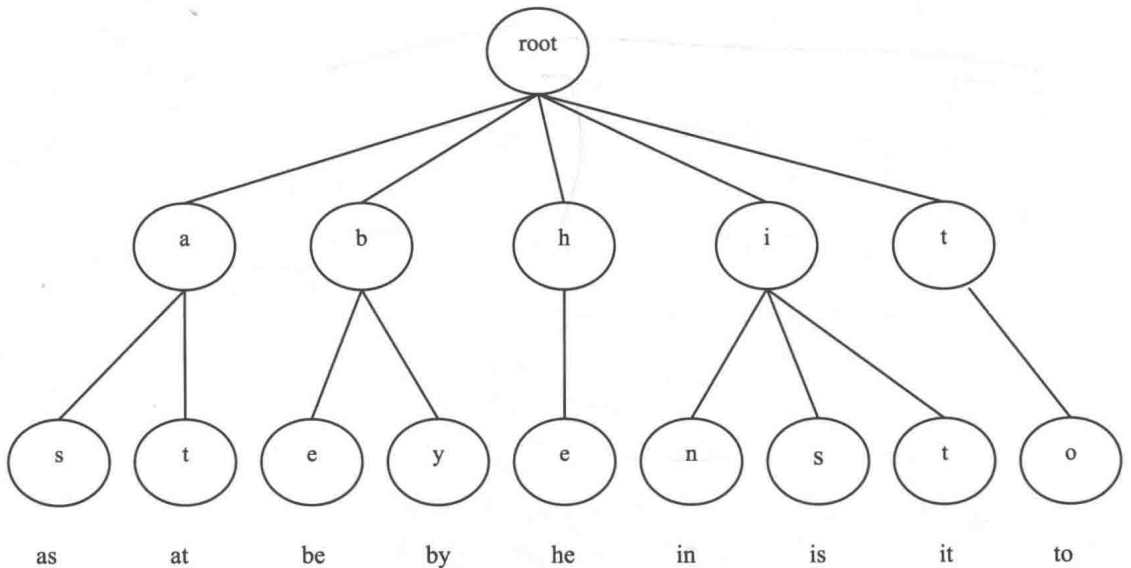 root
a b h i t
s t e y e n s t o
as at be by he in is it to